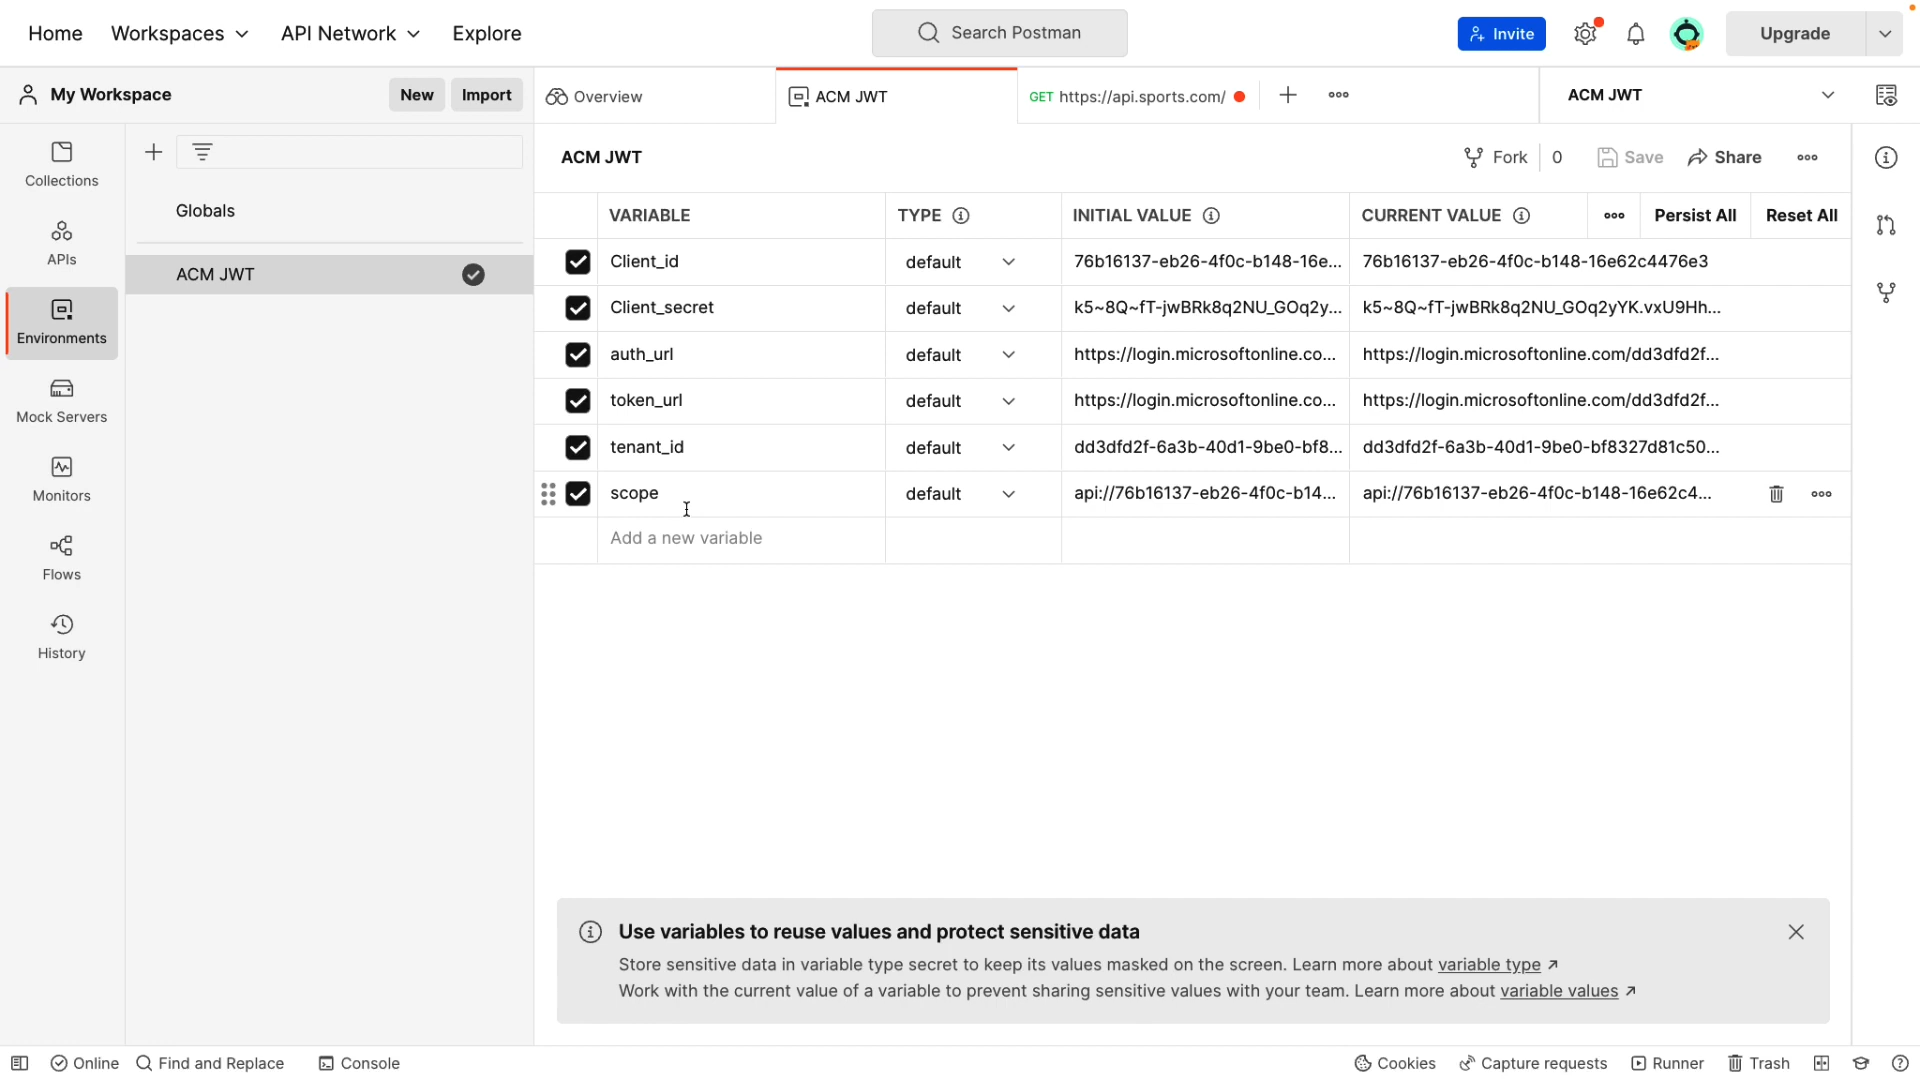 Home Workspaces API Network Explore Search Postman Invite Upgrade
My Workspace New Import Overview ACM JWT GET https://api.sports.com/ ACM JWT
Collections
Globals
APIs
ACM JWT
Environments
Mock Servers
Monitors
Flows
History
ACM JWT Fork 0 Save Share
VARIABLE TYPE INITIAL VALUE CURRENT VALUE Persist All Reset All
Client_id default 76b16137-eb26-4f0c-b148-16e... 76b16137-eb26-4f0c-b148-16e62c4476e3
Client_secret default k5~8Q~fT-jwBRk8q2NU_GOq2y... k5~8Q~fT-jwBRk8q2NU_GOq2yYK.vxU9Hh...
auth_url default https://login.microsoftonline.co... https://login.microsoftonline.com/dd3dfd2f...
token_url default https://login.microsoftonline.co... https://login.microsoftonline.com/dd3dfd2f...
tenant_id default dd3dfd2f-6a3b-40d1-9be0-bf8... dd3dfd2f-6a3b-40d1-9be0-bf8327d81c50...
scope default api://76b16137-eb26-4f0c-b14... api://76b16137-eb26-4f0c-b148-16e62c4...
Add a new variable
Use variables to reuse values and protect sensitive data
Store sensitive data in variable type secret to keep its values masked on the screen. Learn more about variable type ↗
Work with the current value of a variable to prevent sharing sensitive values with your team. Learn more about variable values ↗
Online Find and Replace Console Cookies Capture requests Runner Trash